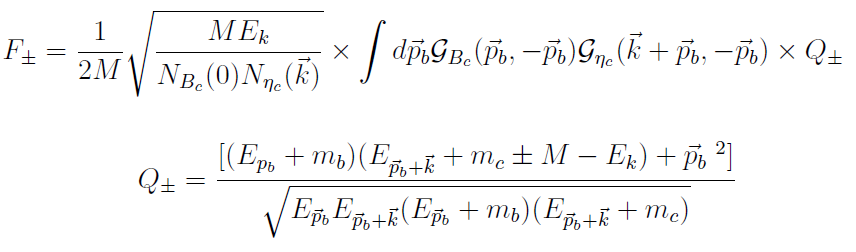 F_± = \frac{1}{2M} \sqrt{\frac{ME_k}{N_{B_c}(0)N_{\eta_c}(\vec{k})}} × \int d\vec{p}_b \mathcal{G}_{B_c}(\vec{p}_b, -\vec{p}_b) \mathcal{G}_{\eta_c}(\vec{k} + \vec{p}_b, -\vec{p}_b) × Q_±
Q_± = \frac{[(E_{p_b} + m_b)(E_{\vec{p}_b+\vec{k}} + m_c ± M - E_k) + \vec{p}_b^{ 2}]}{\sqrt{E_{\vec{p}_b} E_{\vec{p}_b+\vec{k}} (E_{\vec{p}_b} + m_b)(E_{\vec{p}_b+\vec{k}} + m_c)}}